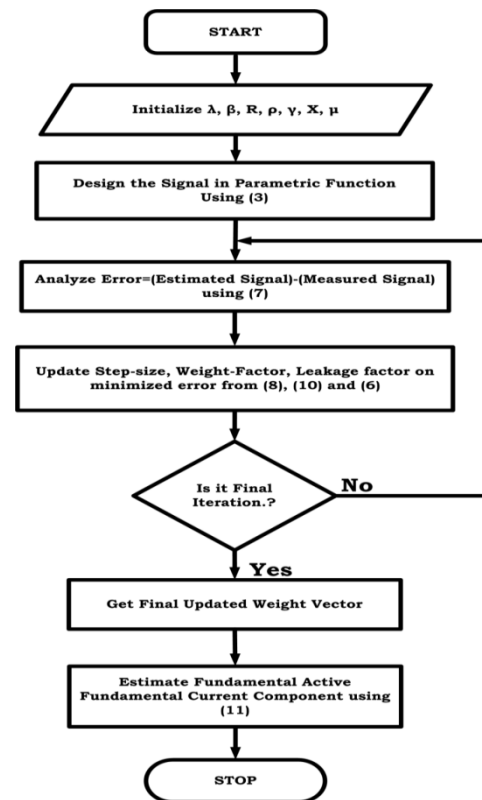 START
Initialize λ, β, R, ρ, γ, X, μ
Design the Signal in Parametric Function
Using (3)
Analyze Error=(Estimated Signal)-(Measured Signal)
using (7)
Update Step-size, Weight-Factor, Leakage factor on
minimized error from (8), (10) and (6)
Is it Final
Iteration.?
No
Yes
Get Final Updated Weight Vector
Estimate Fundamental Active
Fundamental Current Component using
(11)
STOP